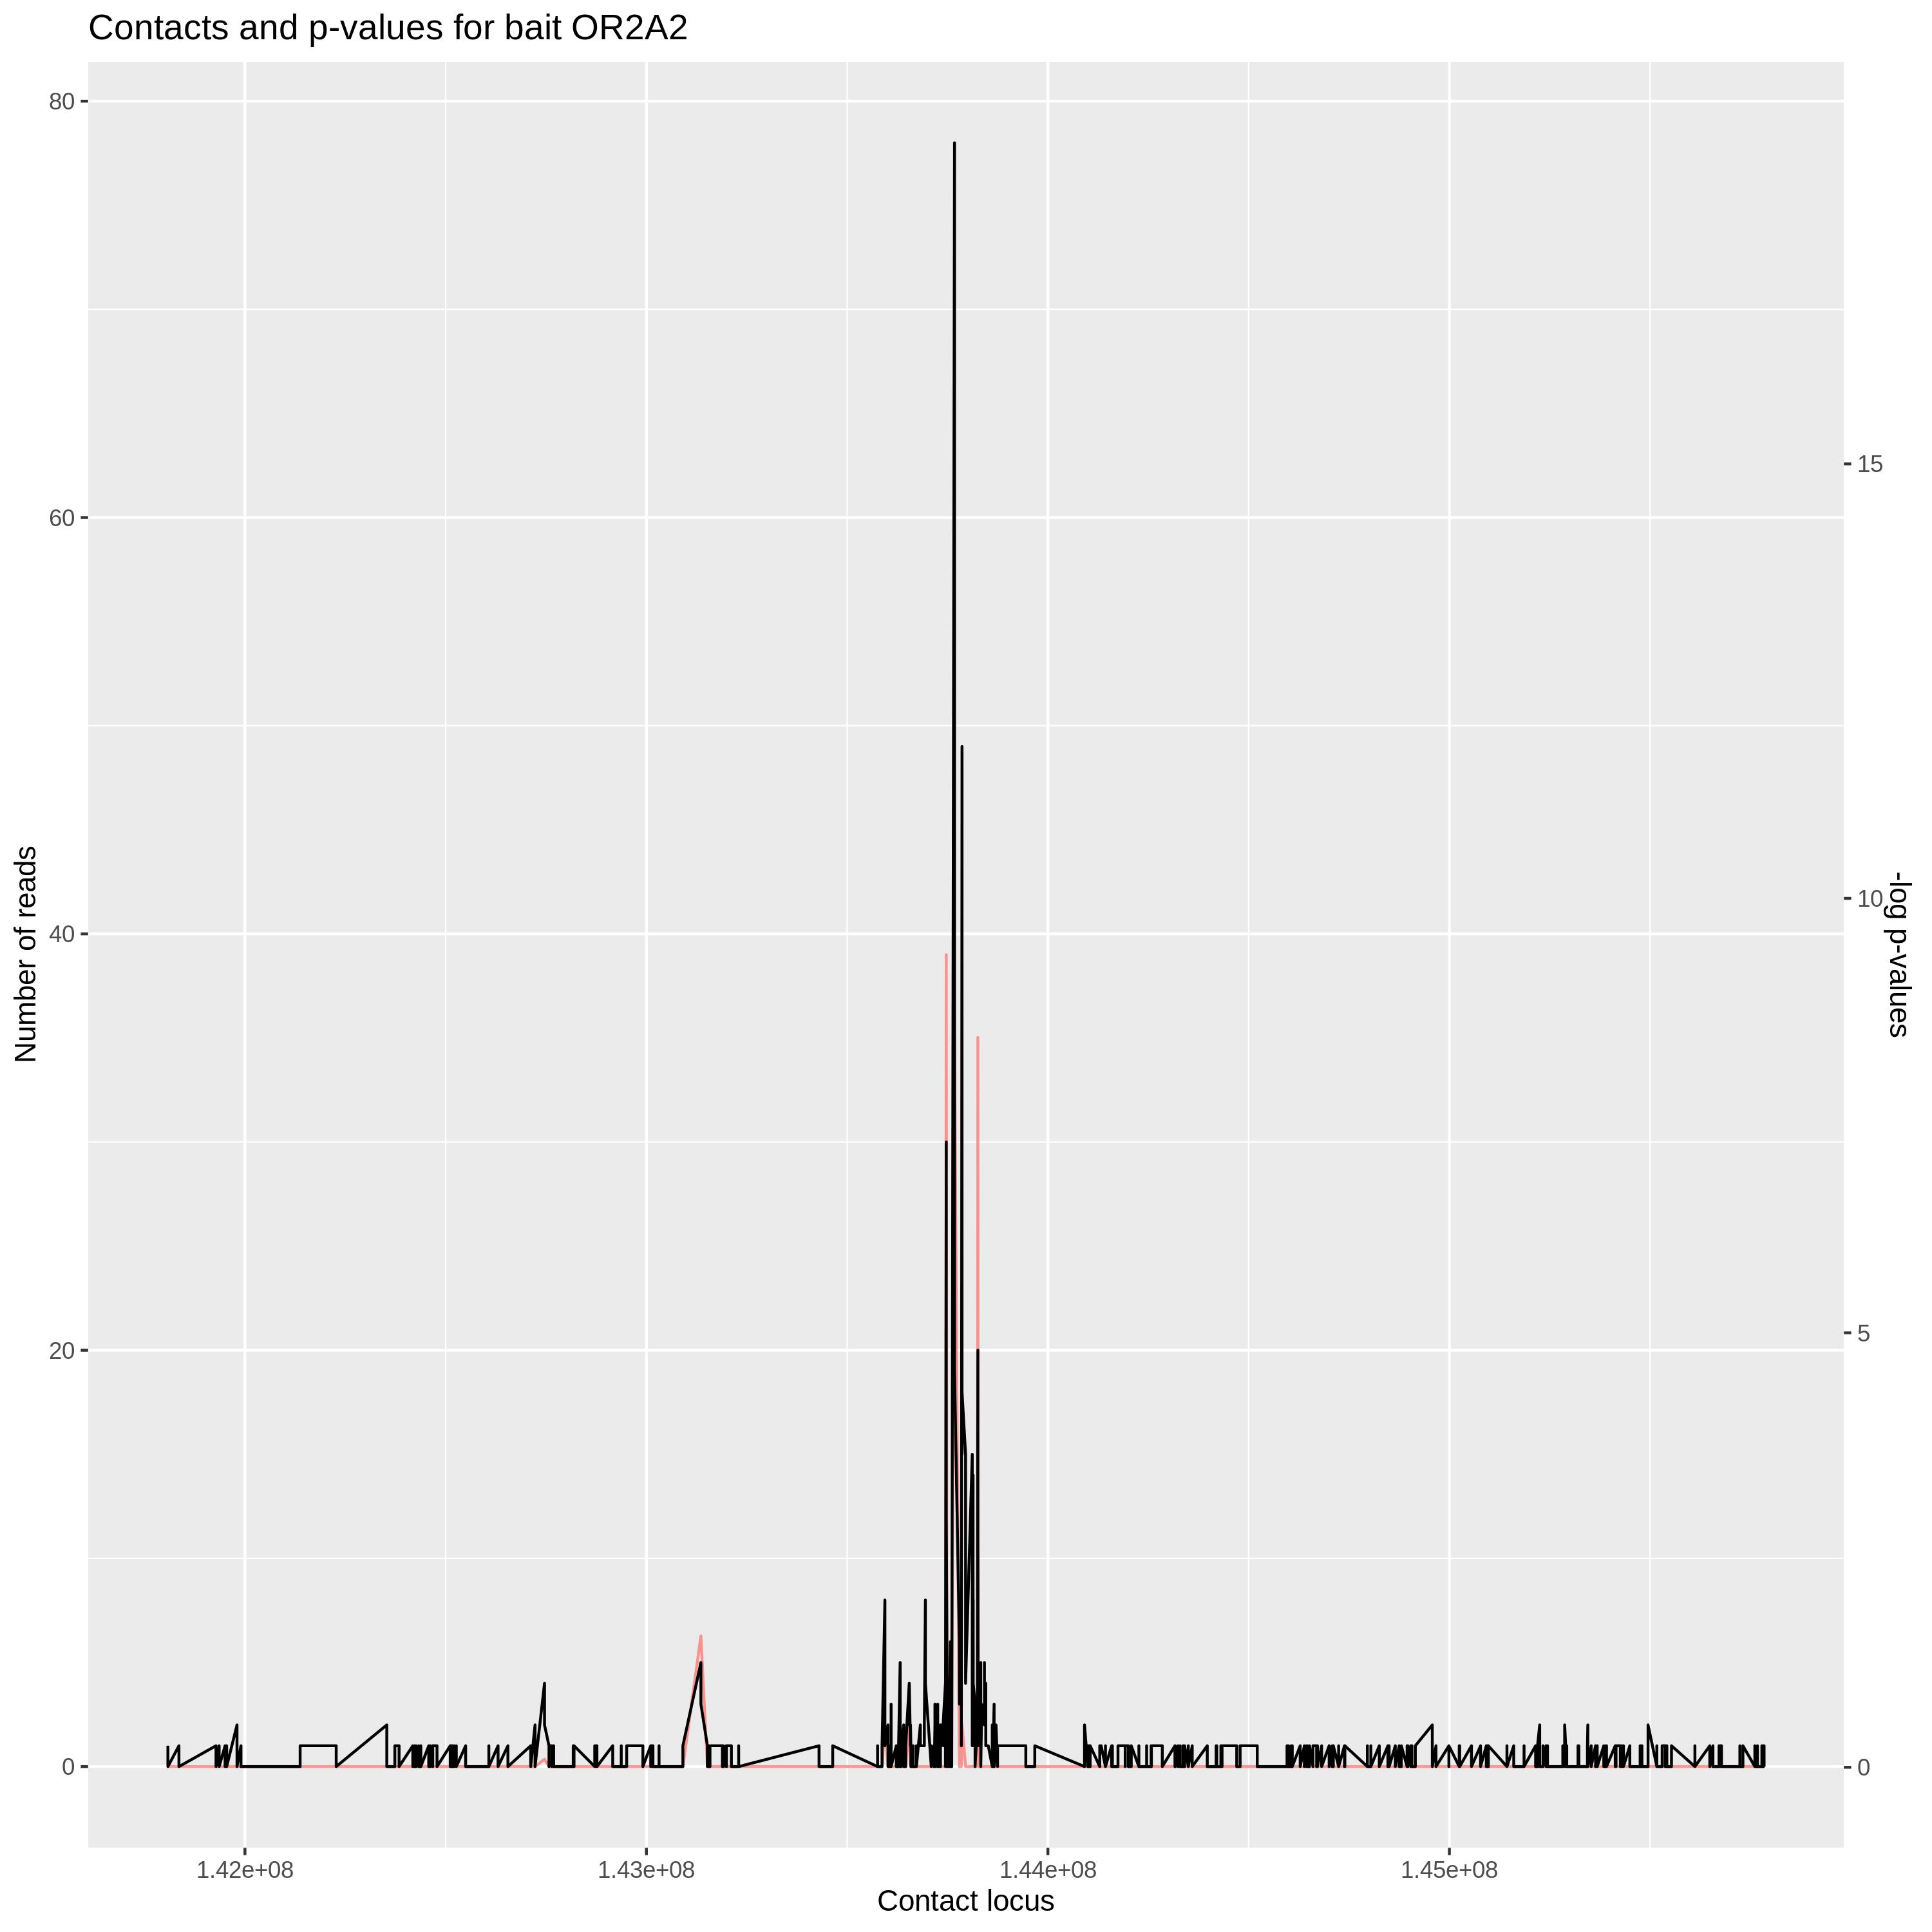 Contacts and p-values for bait OR2A2
80
60
40
20
0
Number of reads
15
10
5
0
-log p-values
1.42e+08
1.43e+08
1.44e+08
1.45e+08
Contact locus